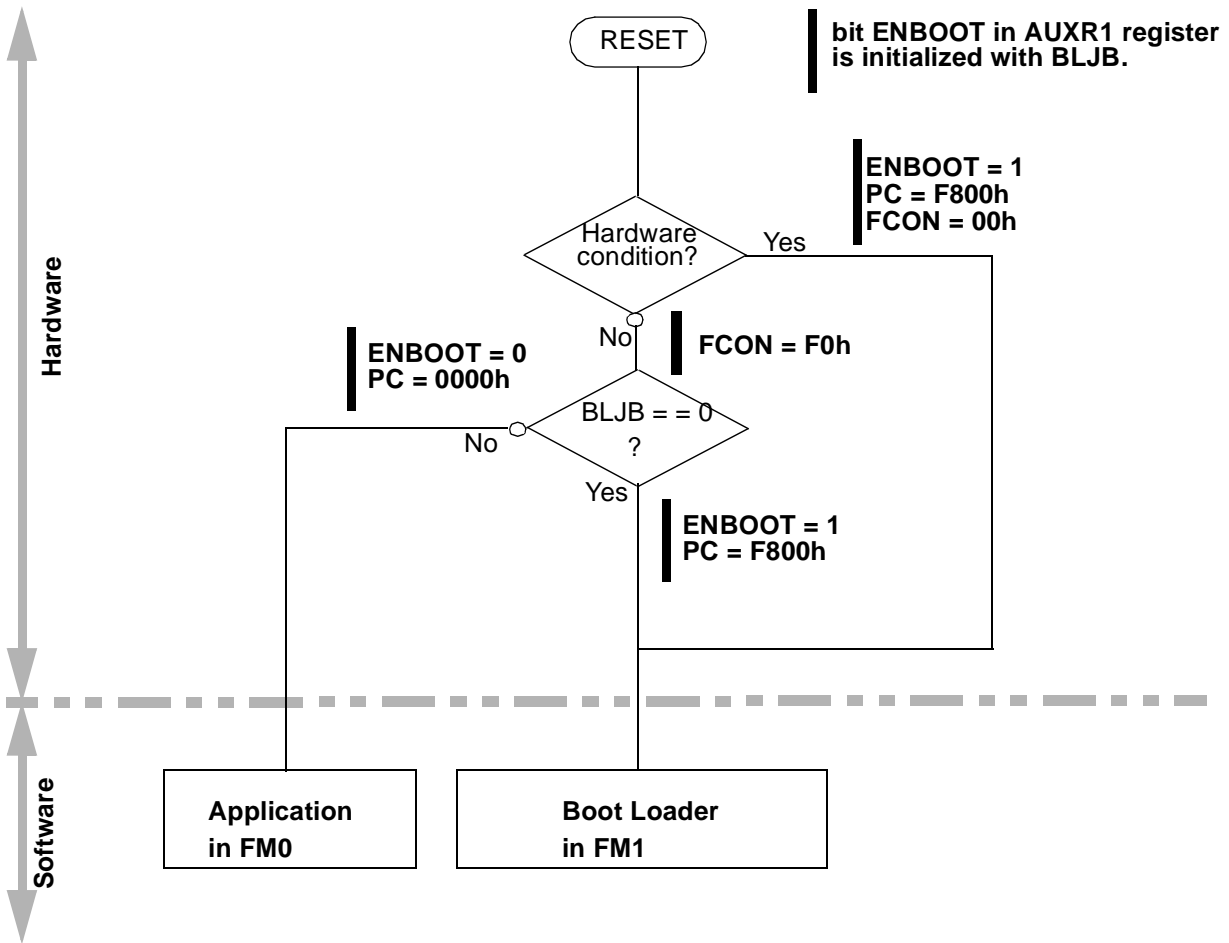 RESET
bit ENBOOT in AUXR1 register
is initialized with BLJB.
ENBOOT = 1
PC = F800h
FCON = 00h
Hardware
condition?
Yes
No
FCON = F0h
ENBOOT = 0
PC = 0000h
BLJB = = 0
?
No
Yes
ENBOOT = 1
PC = F800h
Hardware
Software
Application
in FM0
Boot Loader
in FM1